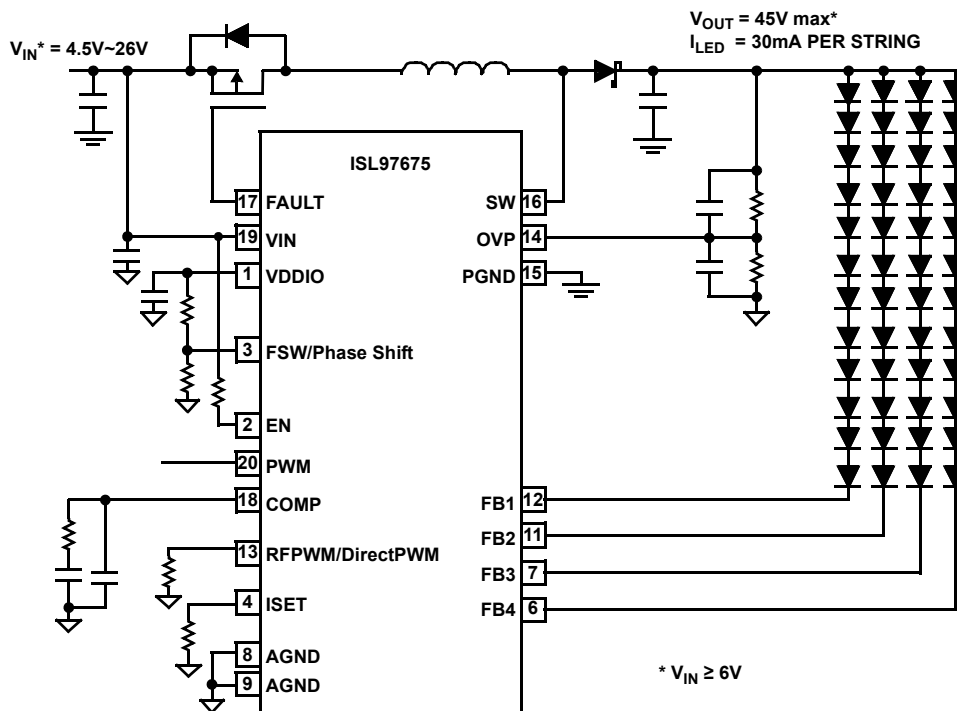 V_IN* = 4.5V~26V
V_OUT = 45V max*
I_LED = 30mA PER STRING
ISL97675
17 FAULT
SW 16
19 VIN
OVP 14
1 VDDIO
PGND 15
3 FSW/Phase Shift
2 EN
20 PWM
18 COMP
FB1 12
FB2 11
13 RFPWM/DirectPWM
FB3 7
4 ISET
FB4 6
8 AGND
9 AGND
* V_IN ≥ 6V